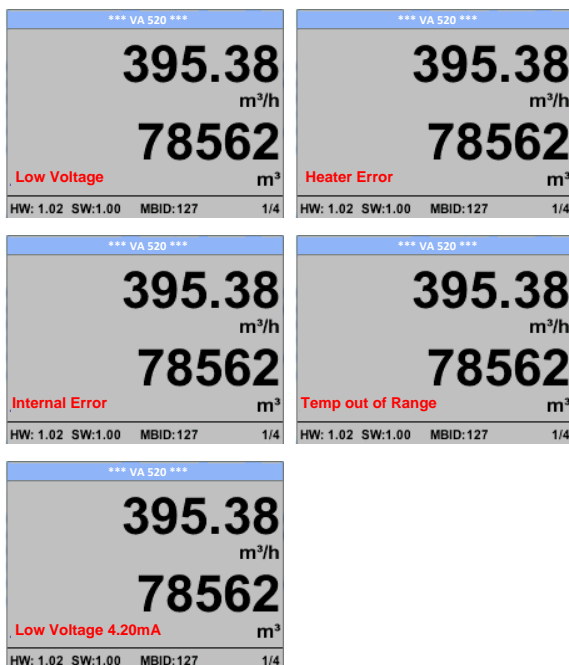 *** VA 520 ***
395.38
m³/h
78562
Low Voltage
m³
HW: 1.02 SW:1.00 MBID:127 1/4
*** VA 520 ***
395.38
m³/h
78562
Heater Error
m³
HW: 1.02 SW:1.00 MBID:127 1/4
*** VA 520 ***
395.38
m³/h
78562
Internal Error
m³
HW: 1.02 SW:1.00 MBID:127 1/4
*** VA 520 ***
395.38
m³/h
78562
Temp out of Range
m³
HW: 1.02 SW:1.00 MBID:127 1/4
*** VA 520 ***
395.38
m³/h
78562
Low Voltage 4.20mA
m³
HW: 1.02 SW:1.00 MBID:127 1/4